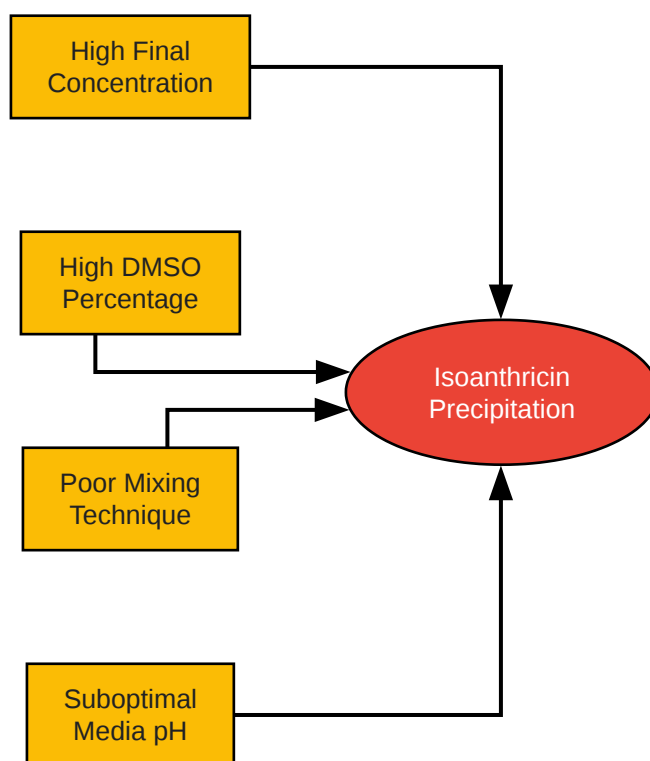 High Final
Concentration
High DMSO
Percentage
Isoanthricin
Precipitation
Poor Mixing
Technique
Suboptimal
Media pH